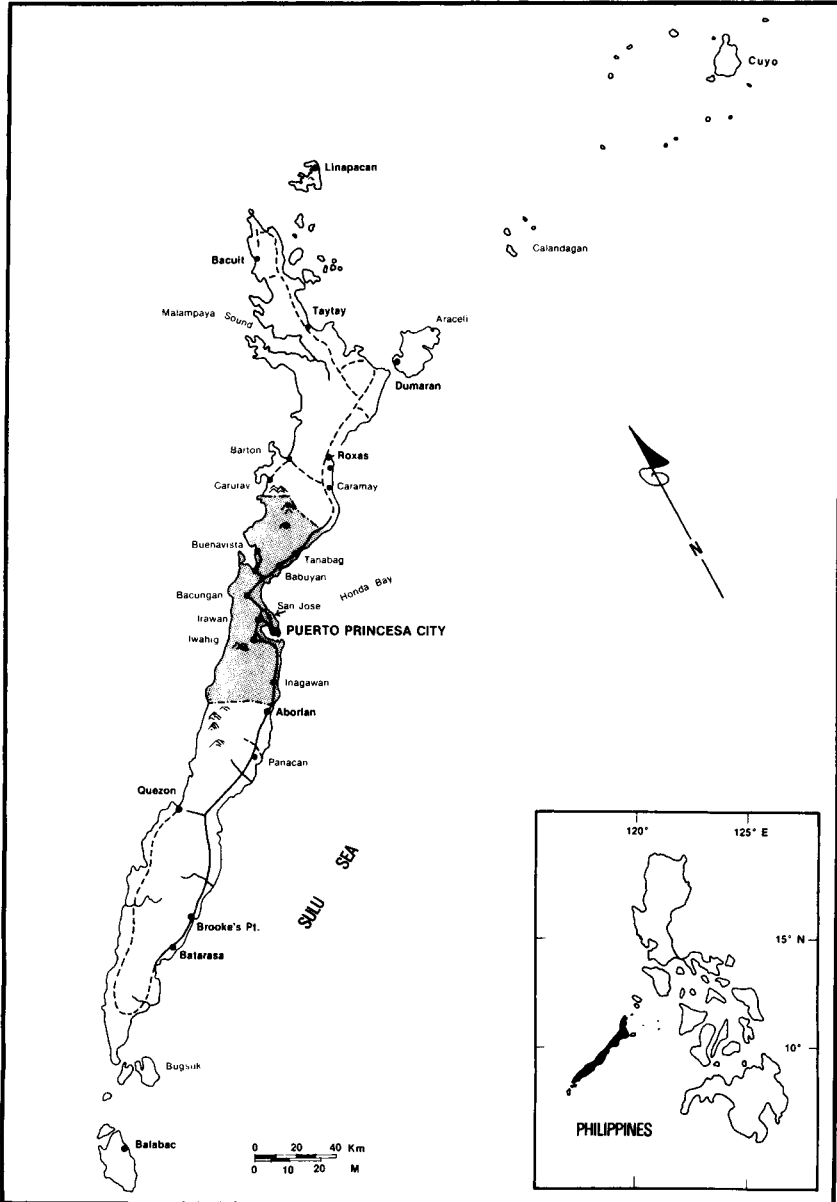 Cuyo
Linapacan
Calandagan
Bacuit
Malampaya Sound
Taytay
Araceli
Dumaran
Barton
Roxas
Caruray
Caramay
Buenavista
Tanabag
Babuyan
Honda Bay
Bacungan
San Jose
Irawan
PUERTO PRINCESA CITY
Iwahig
Inagawan
Aborlan
Panacan
Quezon
SULU SEA
Brooke's Pt.
Batarasa
Bugsuk
Balabac
0 20 40 Km
0 10 20 M
N
120° 125° E
15° N
10°
PHILIPPINES